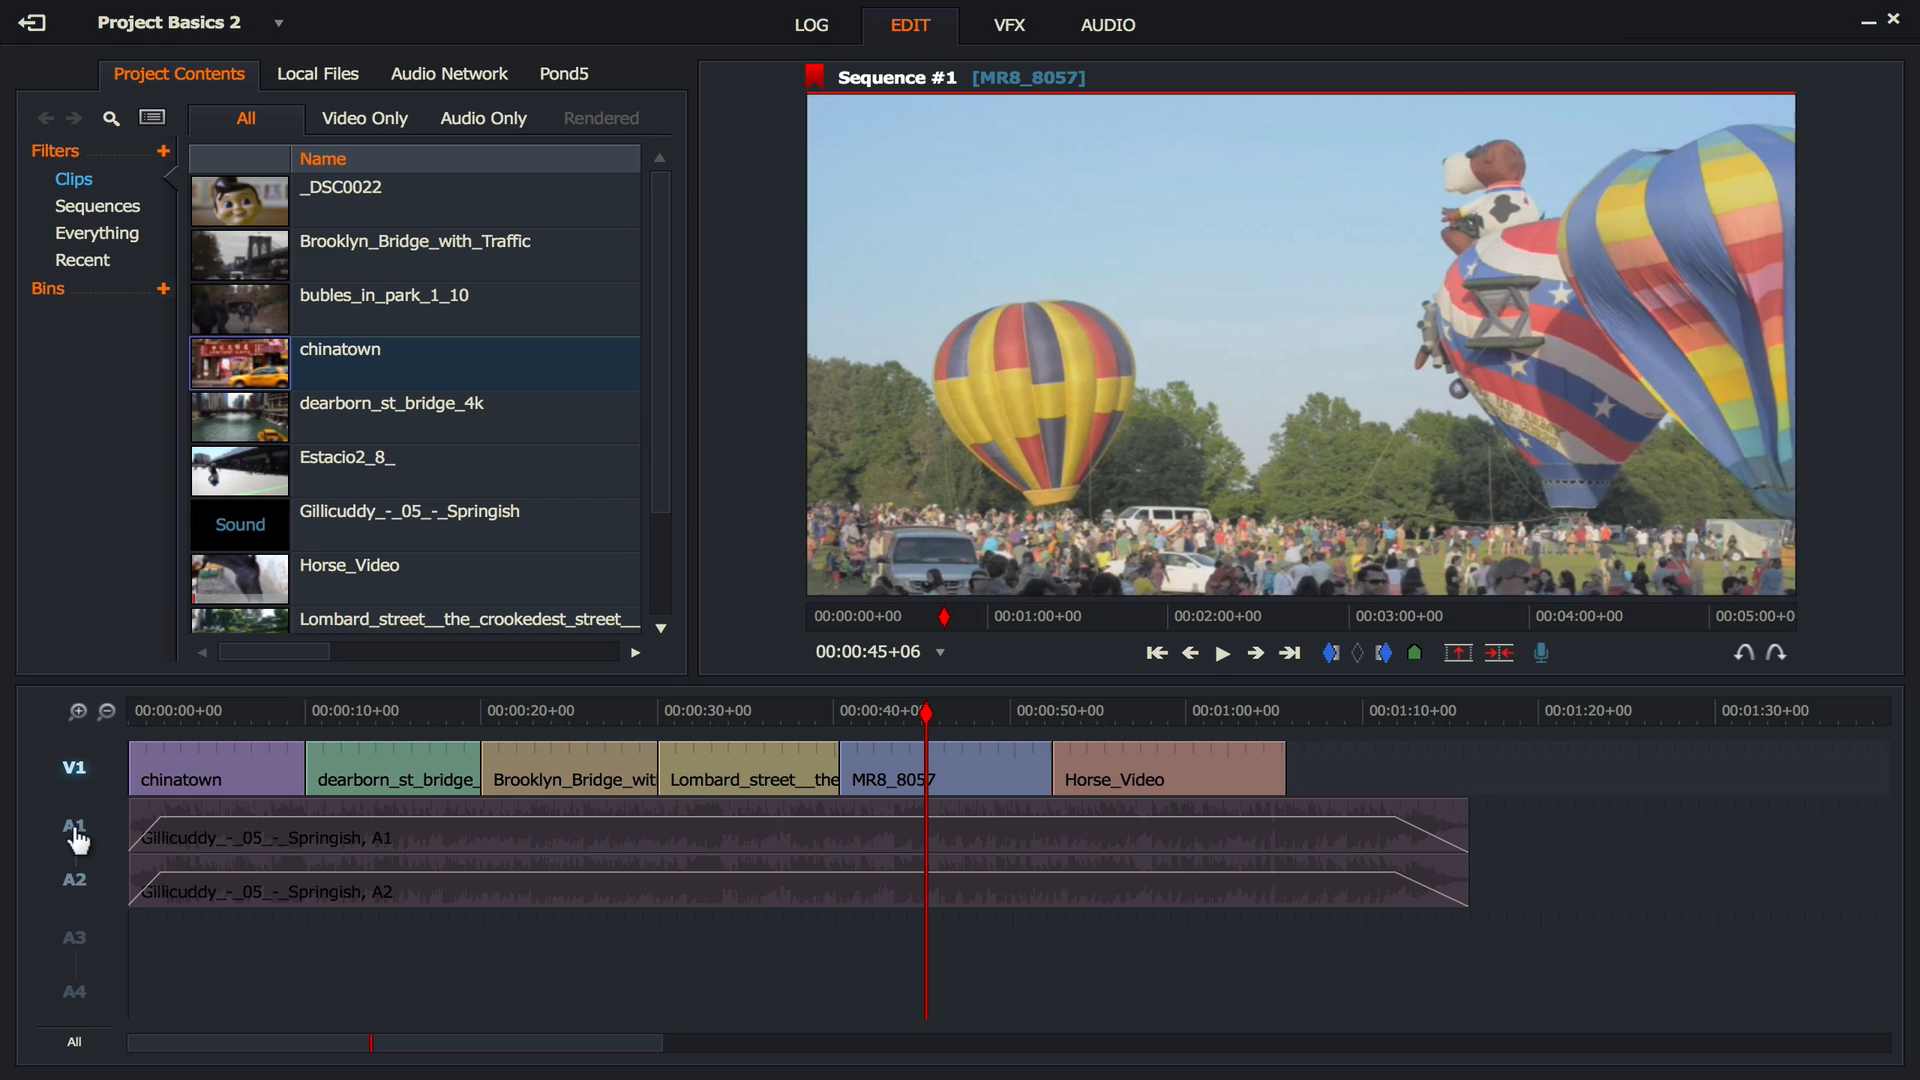 Project Basics 2
LOG EDIT VFX AUDIO
Project Contents Local Files Audio Network Pond5
All Video Only Audio Only Rendered
Filters
Clips
Sequences
Everything
Recent
Bins
Name
_DSC0022
Brooklyn_Bridge_with_Traffic
bubles_in_park_1_10
chinatown
dearborn_st_bridge_4k
Estacio2_8_
Sound
Gillicuddy_-_05_-_Springish
Horse_Video
Lombard_street__the_crookedest_street__
Sequence #1 [MR8_8057]
00:00:00+00 00:01:00+00 00:02:00+00 00:03:00+00 00:04:00+00 00:05:00+0
00:00:45+06
00:00:00+00 00:00:10+00 00:00:20+00 00:00:30+00 00:00:40+0 00:00:50+00 00:01:00+00 00:01:10+00 00:01:20+00 00:01:30+00
V1
chinatown dearborn_st_bridge_ Brooklyn_Bridge_wit Lombard_street__the MR8_8057 Horse_Video
A1
Gillicuddy_-_05_-_Springish, A1
A2
Gillicuddy_-_05_-_Springish, A2
A3
A4
All